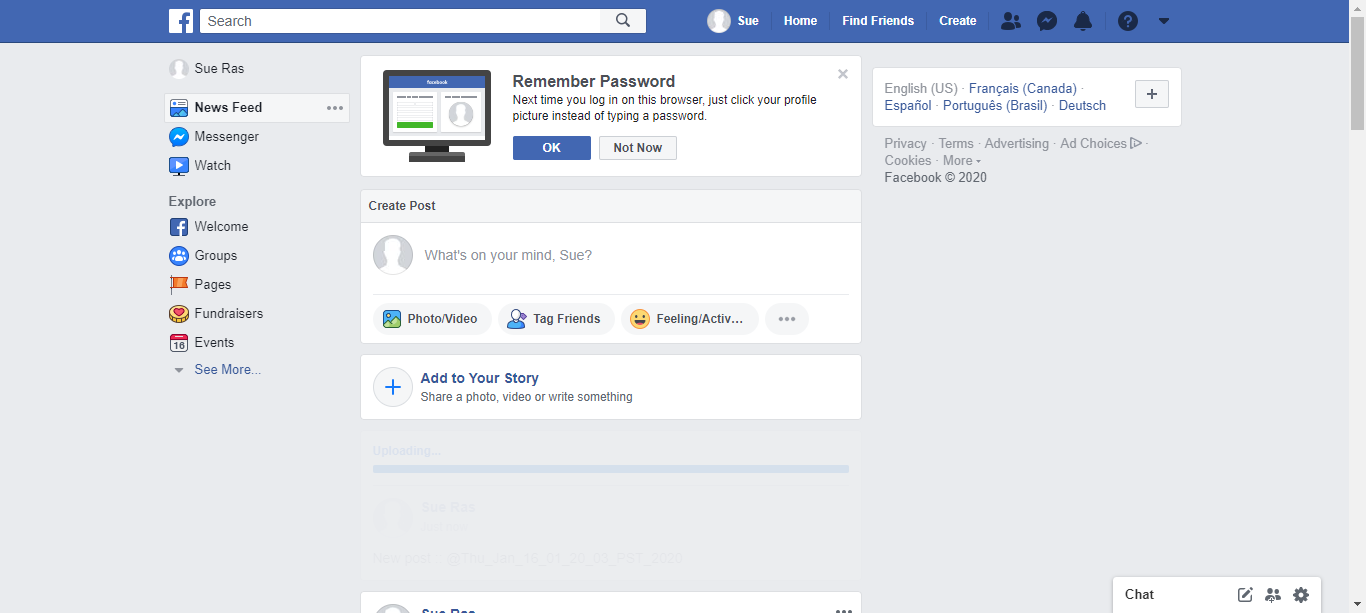 Search
Sue
Home
Find Friends
Create
Sue Ras
News Feed
Messenger
Watch
Explore
Welcome
Groups
Pages
Fundraisers
16
Events
See More...
facebook
Remember Password
Next time you log in on this browser, just click your profile
picture instead of typing a password.
OK
Not Now
Create Post
What's on your mind, Sue?
Photo/Video
Tag Friends
Feeling/Activ...
Add to Your Story
Share a photo, video or write something
Uploading...
Sue Ras
New post
Sue Ras
English (US) · Français (Canada) ·
Español · Português (Brasil) · Deutsch
Privacy · Terms · Advertising · Ad Choices ·
Cookies · More
Facebook © 2020
Chat